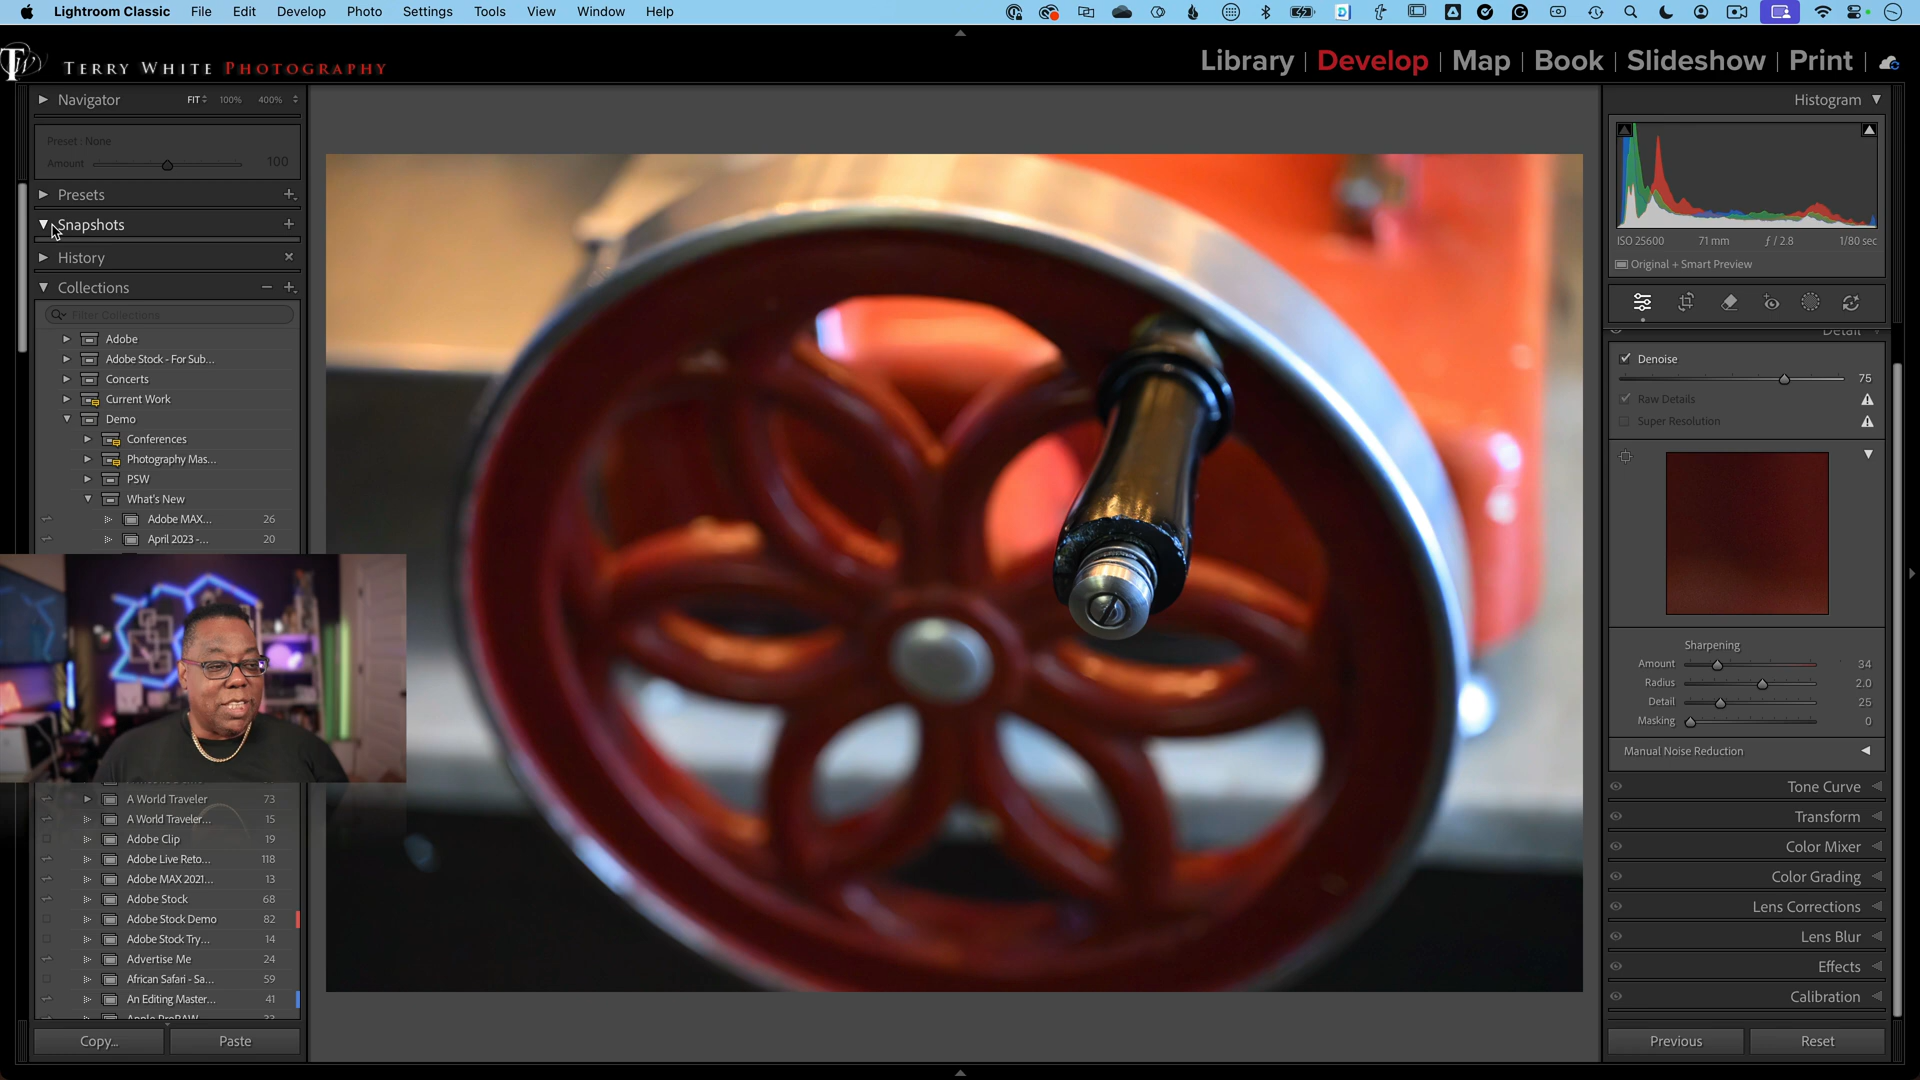 Lightroom Classic File Edit Develop Photo Settings Tools View Window Help
TERRY WHITE PHOTOGRAPHY
Library | Develop | Map | Book | Slideshow | Print |
Navigator FIT 100% 400%
Preset : None
Amount 100
Presets
Snapshots
History
Collections
Filter Collections
Adobe
Adobe Stock - For Sub...
Concerts
Current Work
Demo
Conferences
Photography Mas...
PSW
What's New
Adobe MAX... 26
April 2023 -... 20
A World Traveler 73
A World Traveler... 15
Adobe Clip 19
Adobe Live Reto... 118
Adobe MAX 2021... 13
Adobe Stock 68
Adobe Stock Demo 82
Adobe Stock Try... 14
Advertise Me 24
African Safari - Sa... 59
An Editing Master... 41
Apple ProRAW 33
Copy... Paste
Histogram
ISO 25600 71 mm ƒ / 2.8 1/80 sec
Original + Smart Preview
Detail
Denoise
75
Raw Details
Super Resolution
Sharpening
Amount 34
Radius 2.0
Detail 25
Masking 0
Manual Noise Reduction
Tone Curve
Transform
Color Mixer
Color Grading
Lens Corrections
Lens Blur
Effects
Calibration
Previous Reset